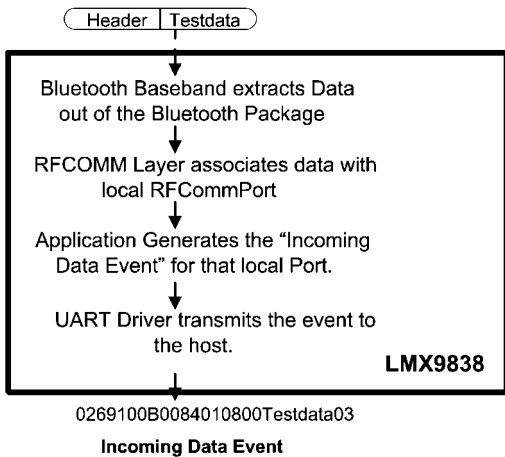 Header Testdata
Bluetooth Baseband extracts Data
out of the Bluetooth Package
RFCOMM Layer associates data with
local RFCommPort
Application Generates the “Incoming
Data Event” for that local Port.
UART Driver transmits the event to
the host.
LMX9838
0269100B0084010800Testdata03
Incoming Data Event